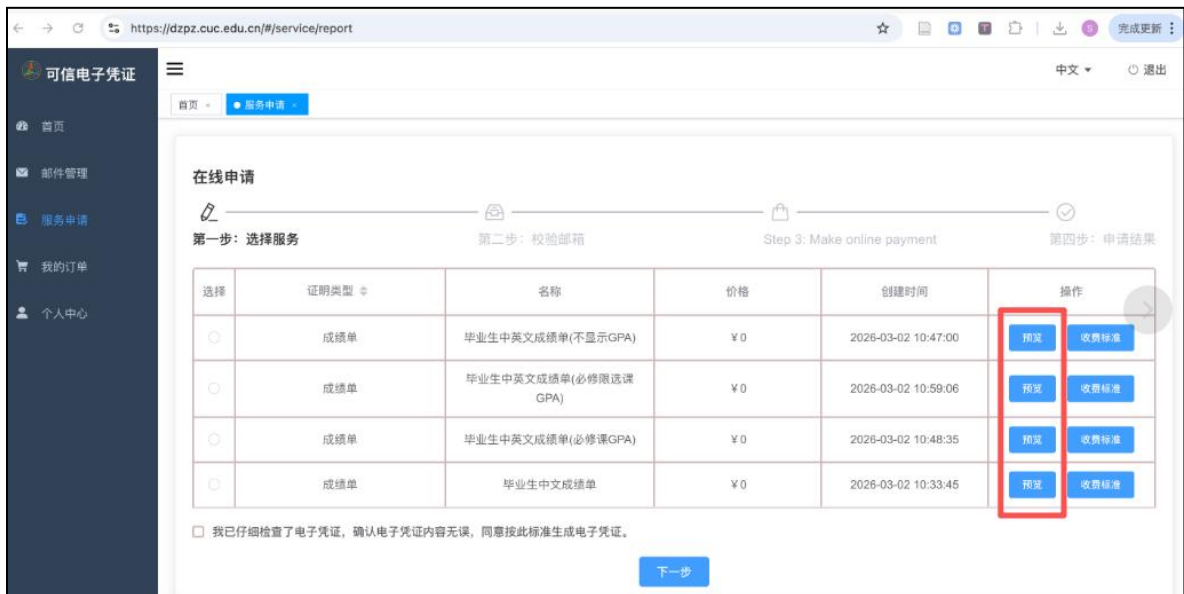 https://dzpz.cuc.edu.cn/#/service/report
完成更新
可信电子凭证
中文
退出
首页
服务申请
首页
邮件管理
服务申请
我的订单
个人中心
在线申请
第一步：选择服务
第二步：校验邮箱
Step 3: Make online payment
第四步：申请结果
选择 证明类型 名称 价格 创建时间 操作
成绩单 毕业生中英文成绩单(不显示GPA) ¥0 2026-03-02 10:47:00 预览 收费标准
成绩单 毕业生中英文成绩单(必修限选课
GPA) ¥0 2026-03-02 10:59:06 预览 收费标准
成绩单 毕业生中英文成绩单(必修课GPA) ¥0 2026-03-02 10:48:35 预览 收费标准
成绩单 毕业生中文成绩单 ¥0 2026-03-02 10:33:45 预览 收费标准
我已仔细检查了电子凭证，确认电子凭证内容无误，同意按此标准生成电子凭证。
下一步